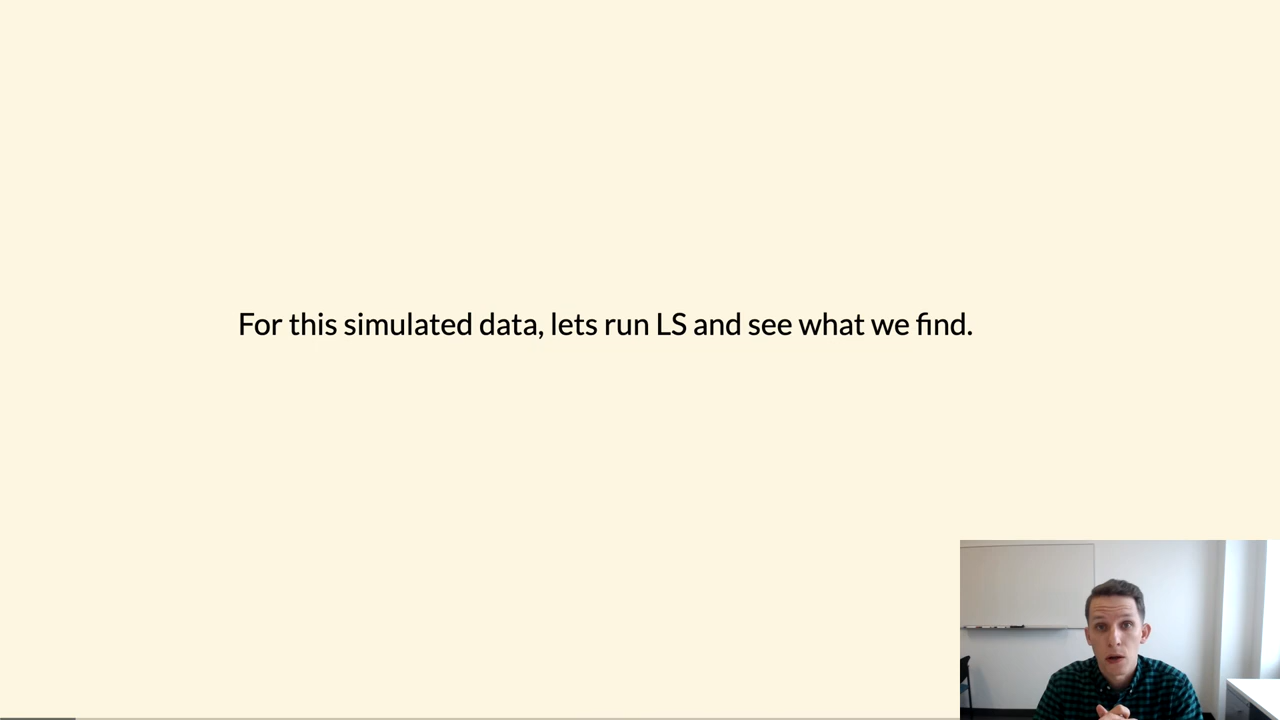 For this simulated data, lets run LS and see what we find.